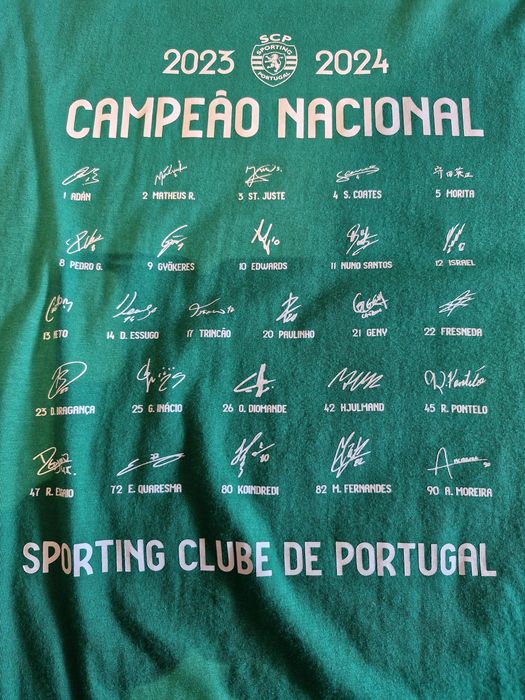 SCP
2023 SPORTING PORTUGAL 2024
CAMPEÃO NACIONAL
1 ADÁN 2 MATHEUS R. 3 ST. JUSTE 4 S. COATES 5 MORITA
8 PEDRO G. 9 GYÖKERES 10 EDWARDS 11 NUNO SANTOS 12 ISRAEL
13 NETO 14 D. ESSUGO 17 TRINCÃO 20 PAULINHO 21 GENY 22 FRESNEDA
23 D. BRAGANÇA 25 G. INÁCIO 26 O. DIOMANDE 42 HJULMAND 45 R. PONTELO
47 R. ESGAIO 72 E. QUARESMA 80 KOINDREDI 82 M. FERNANDES 90 A. MOREIRA
SPORTING CLUBE DE PORTUGAL